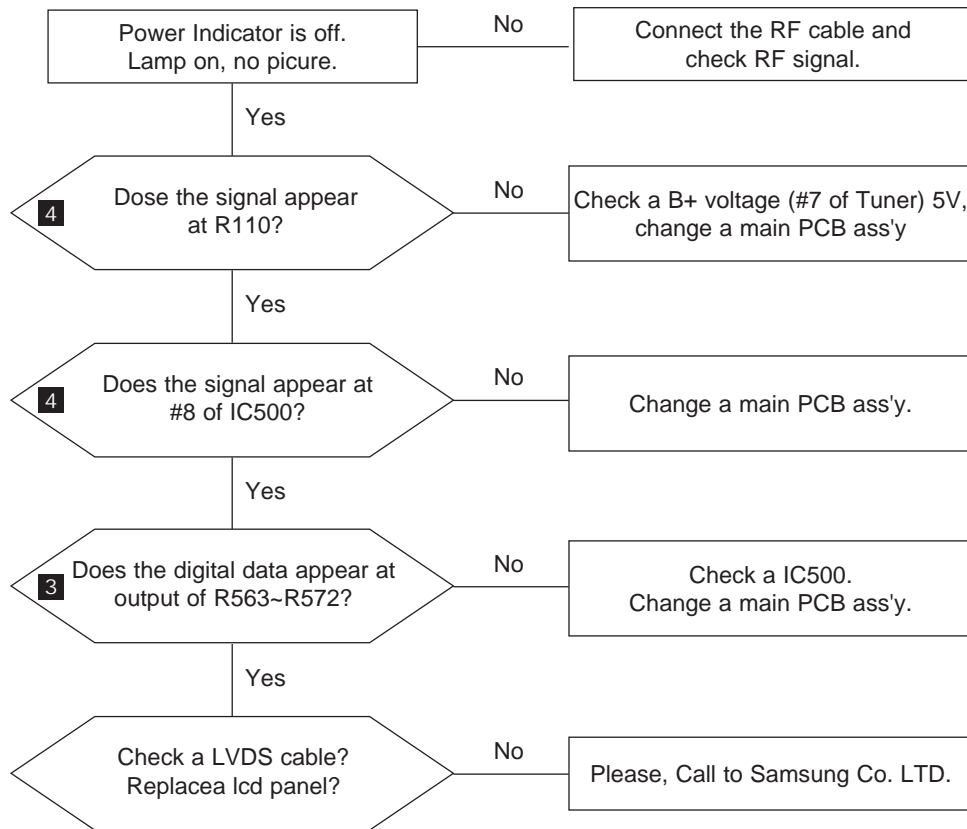 Power Indicator is off.
Lamp on, no picure.
No
Connect the RF cable and
check RF signal.
Yes
4
Dose the signal appear
at R110?
No
Check a B+ voltage (#7 of Tuner) 5V,
change a main PCB ass'y
Yes
4
Does the signal appear at
#8 of IC500?
No
Change a main PCB ass'y.
Yes
3
Does the digital data appear at
output of R563~R572?
No
Check a IC500.
Change a main PCB ass'y.
Yes
Check a LVDS cable?
Replacea lcd panel?
No
Please, Call to Samsung Co. LTD.